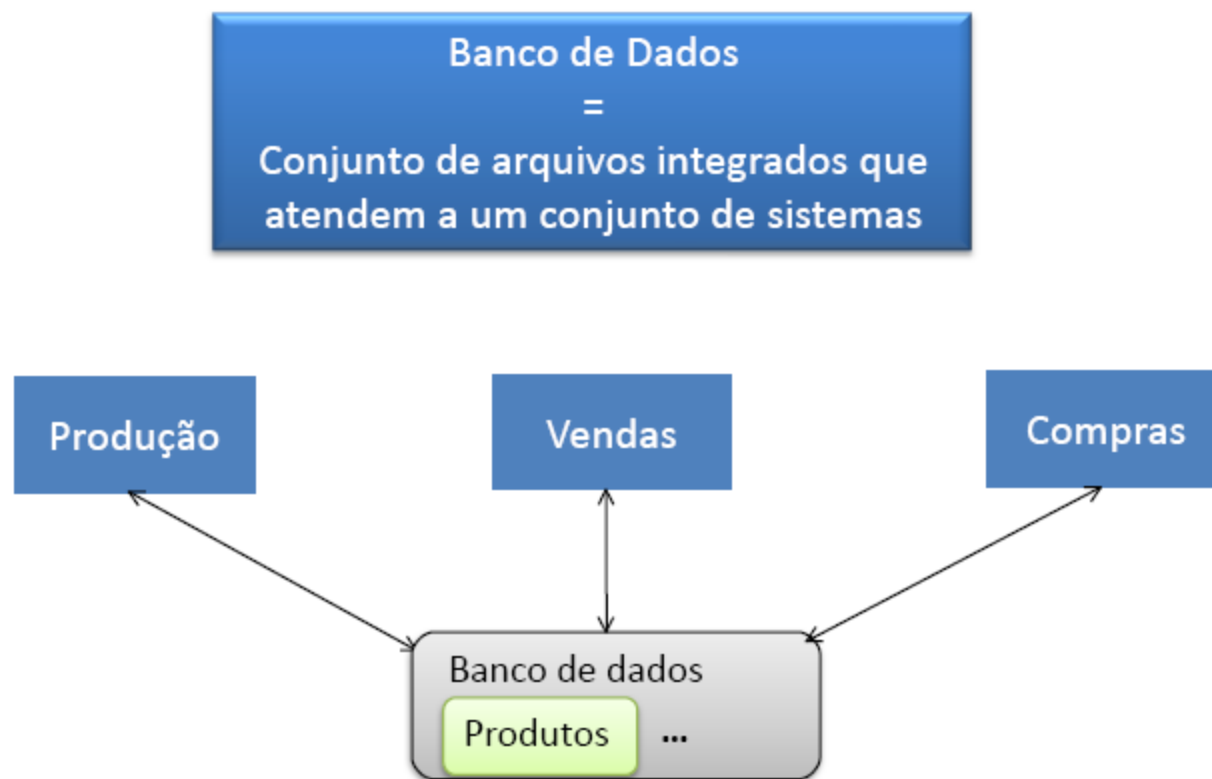 Banco de Dados
=
Conjunto de arquivos integrados que
atendem a um conjunto de sistemas
Produção
Vendas
Compras
Banco de dados
Produtos ...